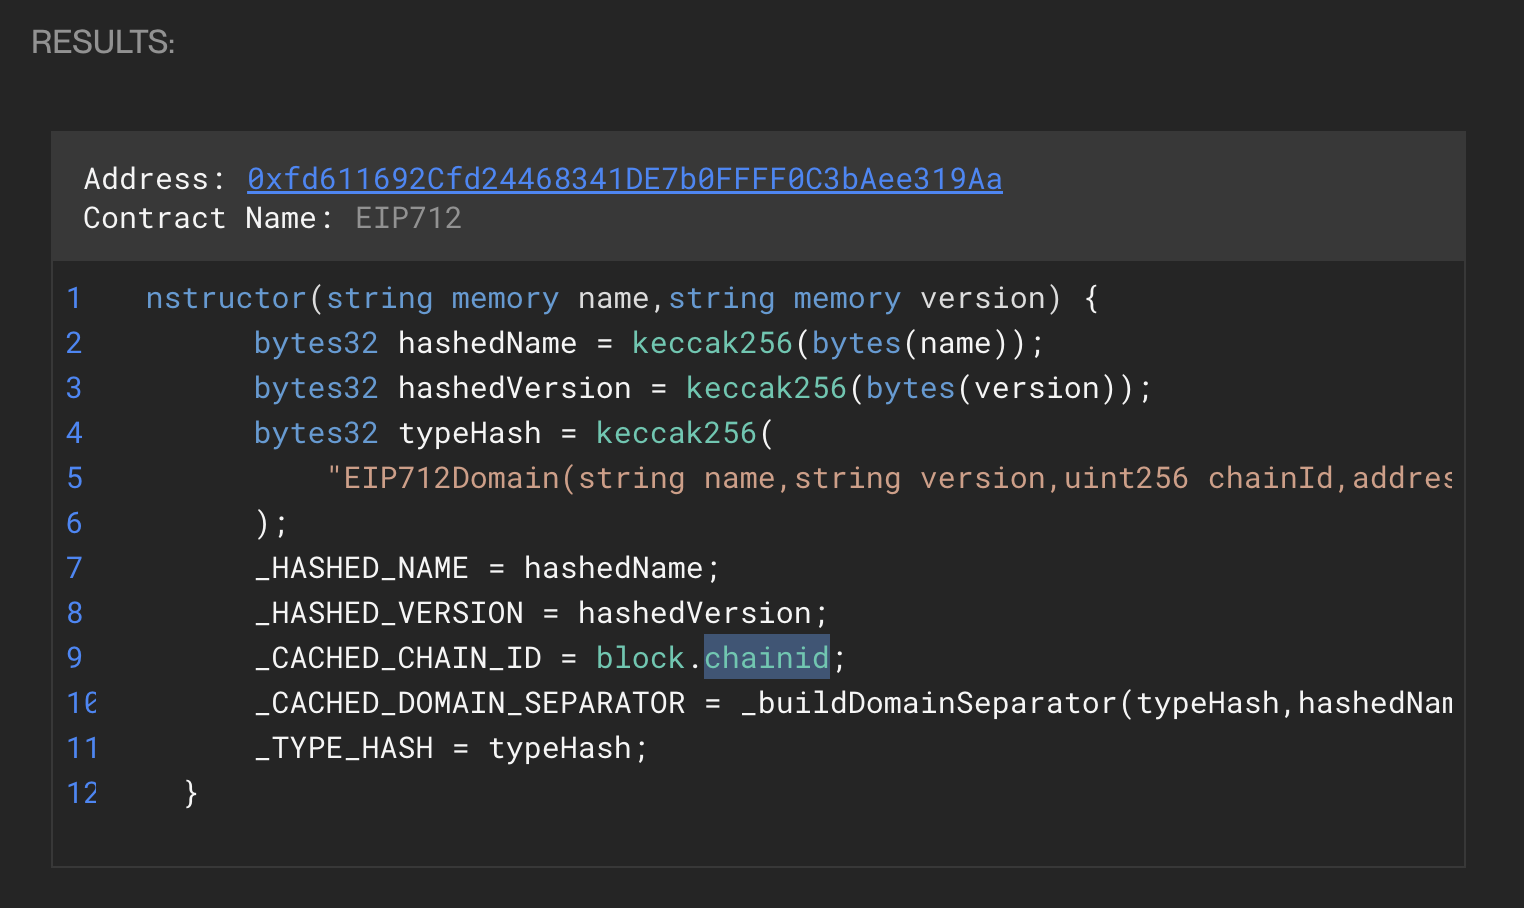 RESULTS:
Address: 0xfd611692Cfd24468341DE7b0FFFF0C3bAee319Aa
Contract Name: EIP712
1 nstructor(string memory name,string memory version) {
2 bytes32 hashedName = keccak256(bytes(name));
3 bytes32 hashedVersion = keccak256(bytes(version));
4 bytes32 typeHash = keccak256(
5 "EIP712Domain(string name,string version,uint256 chainId,addres
6 );
7 _HASHED_NAME = hashedName;
8 _HASHED_VERSION = hashedVersion;
9 _CACHED_CHAIN_ID = block.chainid;
10 _CACHED_DOMAIN_SEPARATOR = _buildDomainSeparator(typeHash,hashedNam
11 _TYPE_HASH = typeHash;
12 }